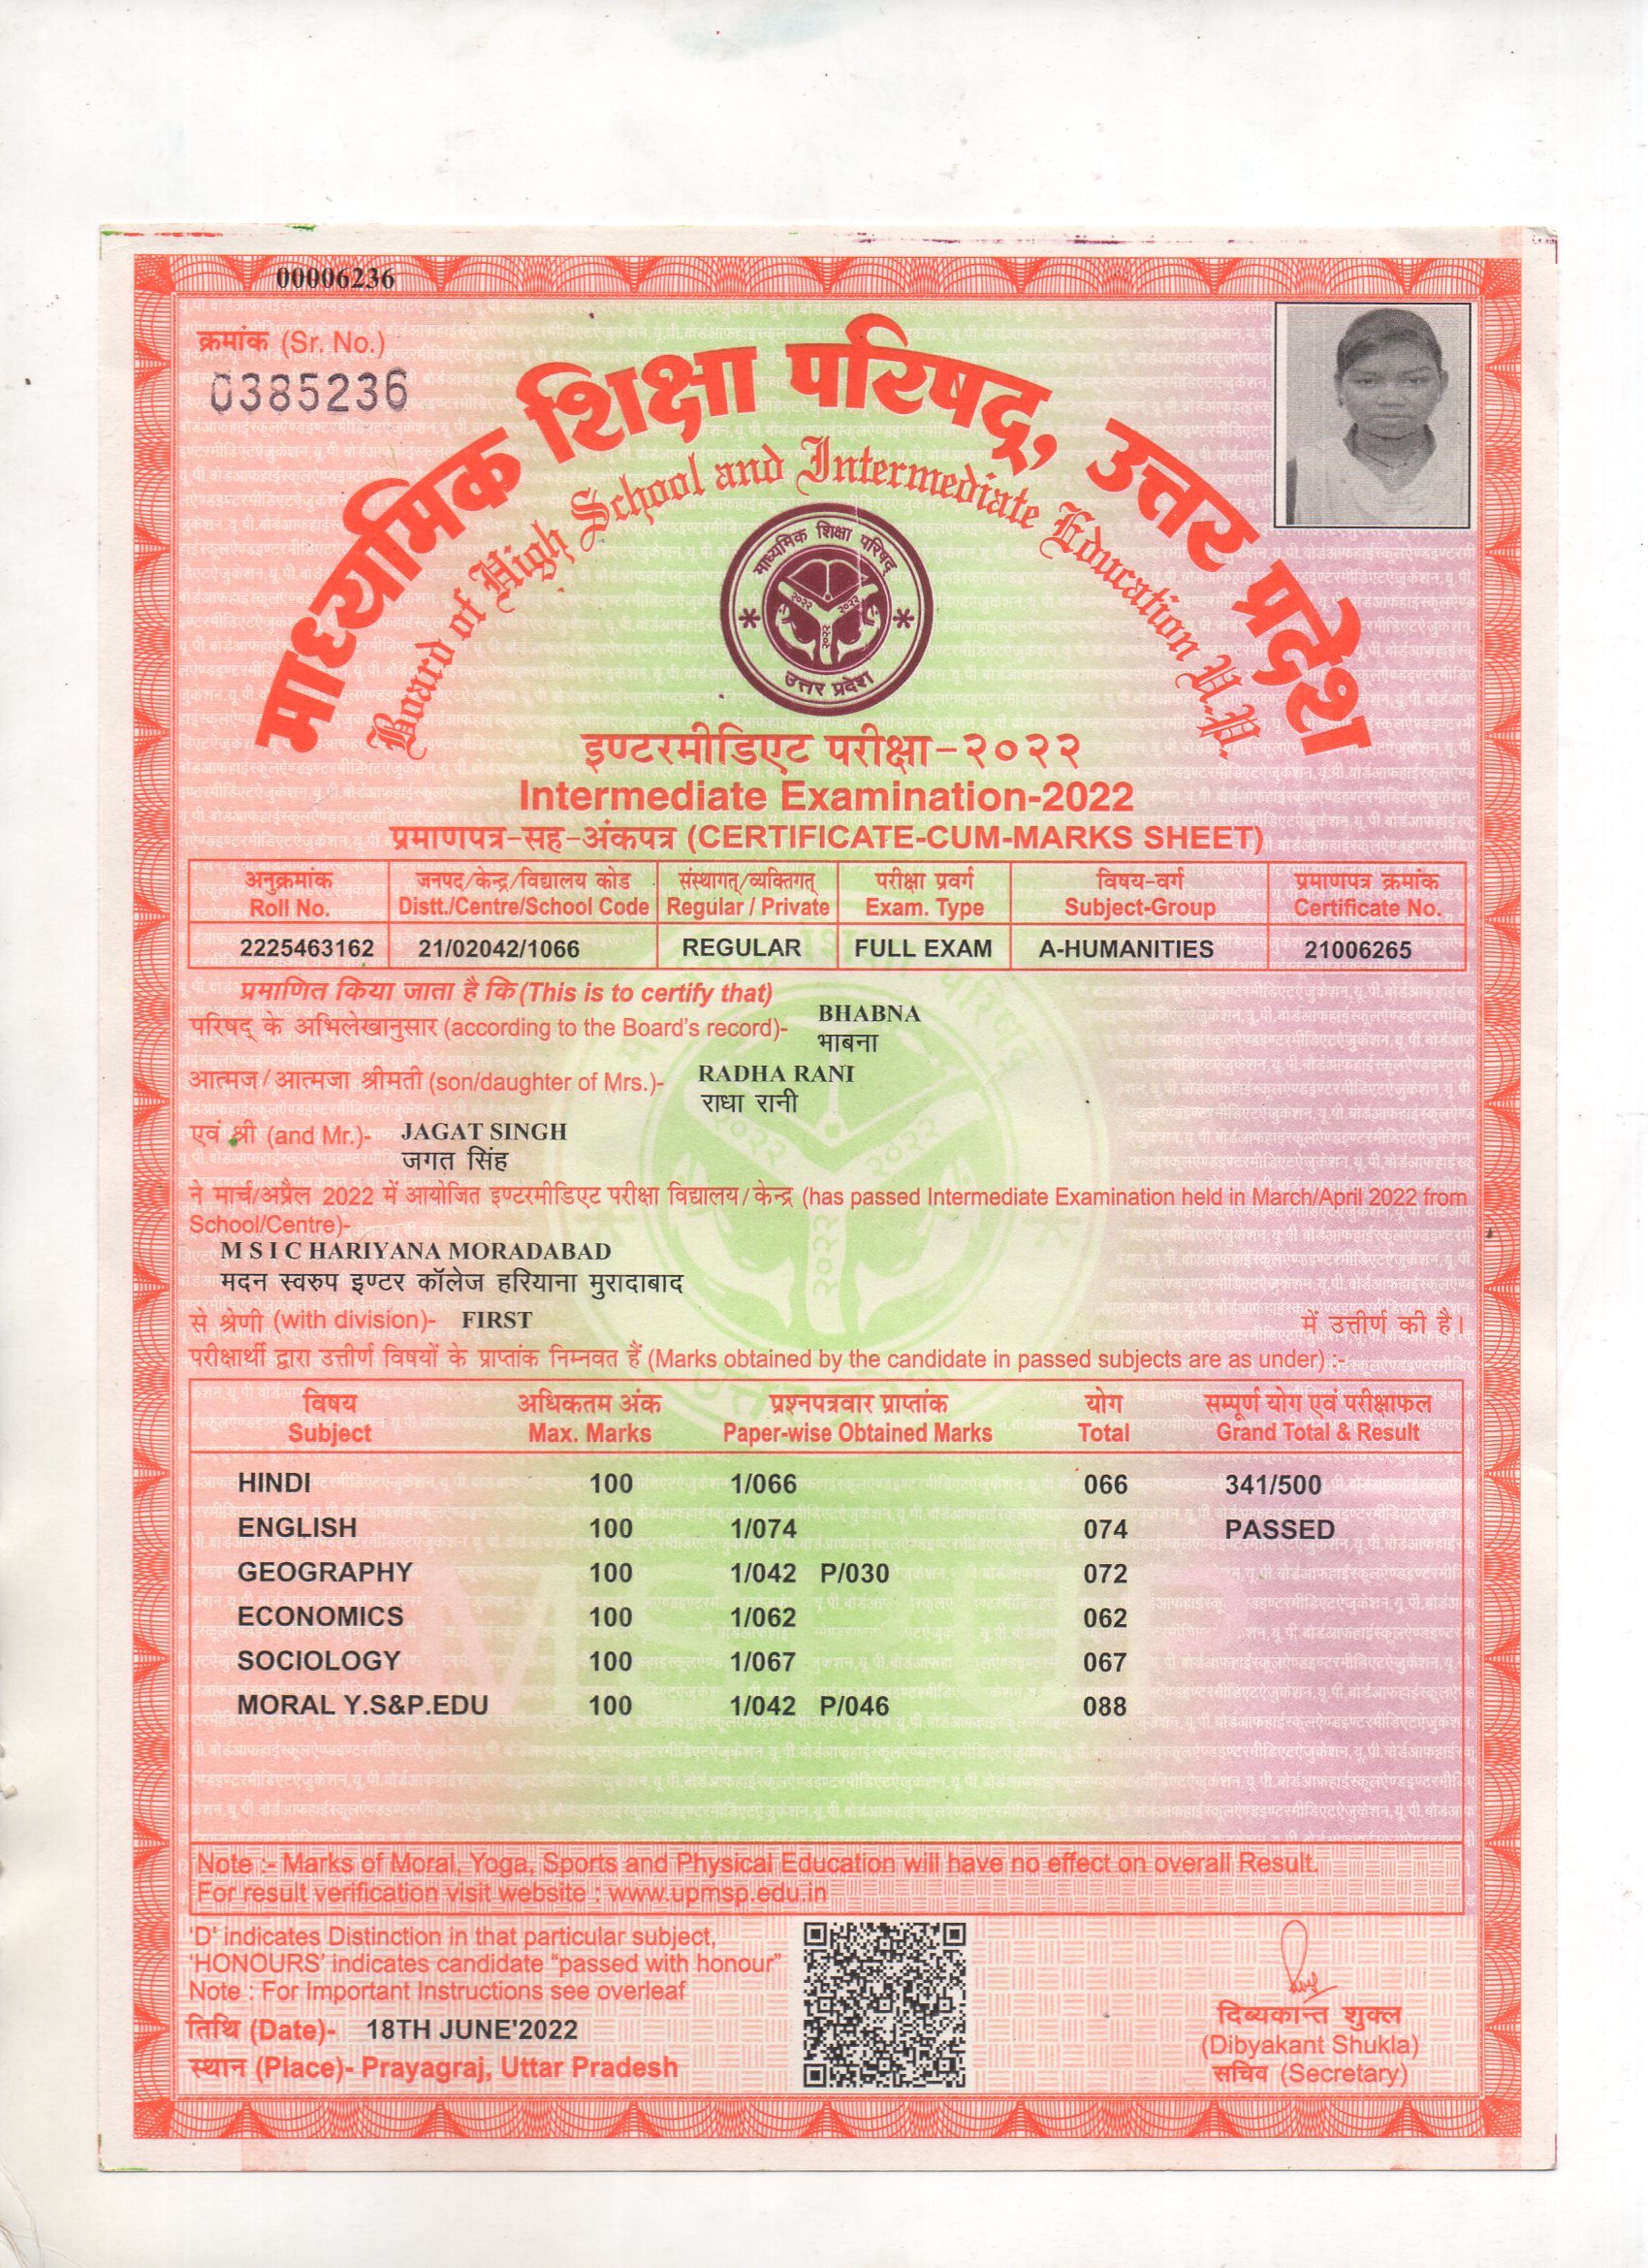 00006236
क्रमांक (Sr. No.)
0385236
माध्यमिक शिक्षा परिषद्, उत्तर प्रदेश
Board of High School and Intermediate Education U.P.
माध्यमिक शिक्षा परिषद्
२०२२ २०२२
२०२२
उत्तर प्रदेश
इण्टरमीडिएट परीक्षा-२०२२
Intermediate Examination-2022
प्रमाणपत्र-सह-अंकपत्र (CERTIFICATE-CUM-MARKS SHEET)
अनुक्रमांक जनपद/केन्द्र/विद्यालय कोड संस्थागत्/व्यक्तिगत् परीक्षा प्रवर्ग विषय-वर्ग प्रमाणपत्र क्रमांक
Roll No. Distt./Centre/School Code Regular / Private Exam. Type Subject-Group Certificate No.
2225463162 21/02042/1066 REGULAR FULL EXAM A-HUMANITIES 21006265
प्रमाणित किया जाता है कि (This is to certify that)
परिषद् के अभिलेखानुसार (according to the Board's record)- BHABNA
भाबना
आत्मज/आत्मजा श्रीमती (son/daughter of Mrs.)- RADHA RANI
राधा रानी
एवं श्री (and Mr.)- JAGAT SINGH
जगत सिंह
ने मार्च/अप्रैल 2022 में आयोजित इण्टरमीडिएट परीक्षा विद्यालय/केन्द्र (has passed Intermediate Examination held in March/April 2022 from
School/Centre)-
M S I C HARIYANA MORADABAD
मदन स्वरुप इण्टर कॉलेज हरियाना मुरादाबाद
से श्रेणी (with division)- FIRST में उत्तीर्ण की है।
परीक्षार्थी द्वारा उत्तीर्ण विषयों के प्राप्तांक निम्नवत हैं (Marks obtained by the candidate in passed subjects are as under) :-
विषय अधिकतम अंक प्रश्नपत्रवार प्राप्तांक योग सम्पूर्ण योग एवं परीक्षाफल
Subject Max. Marks Paper-wise Obtained Marks Total Grand Total & Result
HINDI 100 1/066 066 341/500
ENGLISH 100 1/074 074 PASSED
GEOGRAPHY 100 1/042 P/030 072
ECONOMICS 100 1/062 062
SOCIOLOGY 100 1/067 067
MORAL Y.S&P.EDU 100 1/042 P/046 088
Note :- Marks of Moral, Yoga, Sports and Physical Education will have no effect on overall Result.
For result verification visit website : www.upmsp.edu.in
'D' indicates Distinction in that particular subject,
'HONOURS' indicates candidate "passed with honour"
Note : For Important Instructions see overleaf
तिथि (Date)- 18TH JUNE'2022
स्थान (Place)- Prayagraj, Uttar Pradesh
दिब्यकान्त शुक्ल
(Dibyakant Shukla)
सचिव (Secretary)